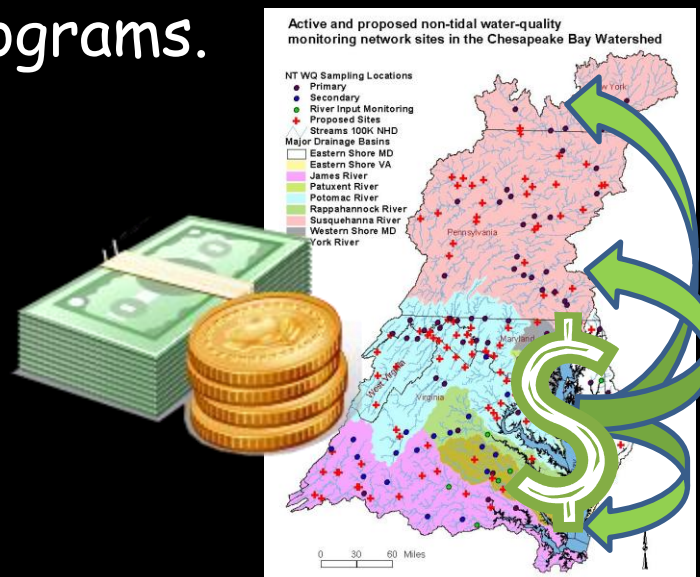 ograms.
Active and proposed non-tidal water-quality
monitoring network sites in the Chesapeake Bay Watershed
NT WQ Sampling Locations
Primary
Secondary
River Input Monitoring
Proposed Sites
Streams 100K NHD
Major Drainage Basins
Eastern Shore MD
Eastern Shore VA
James River
Patuxent River
Potomac River
Rappahannock River
Susquehanna River
Western Shore MD
York River
w York
Pennsylvania
Maryland
West Virginia
Virginia
$
0 30 60 Miles